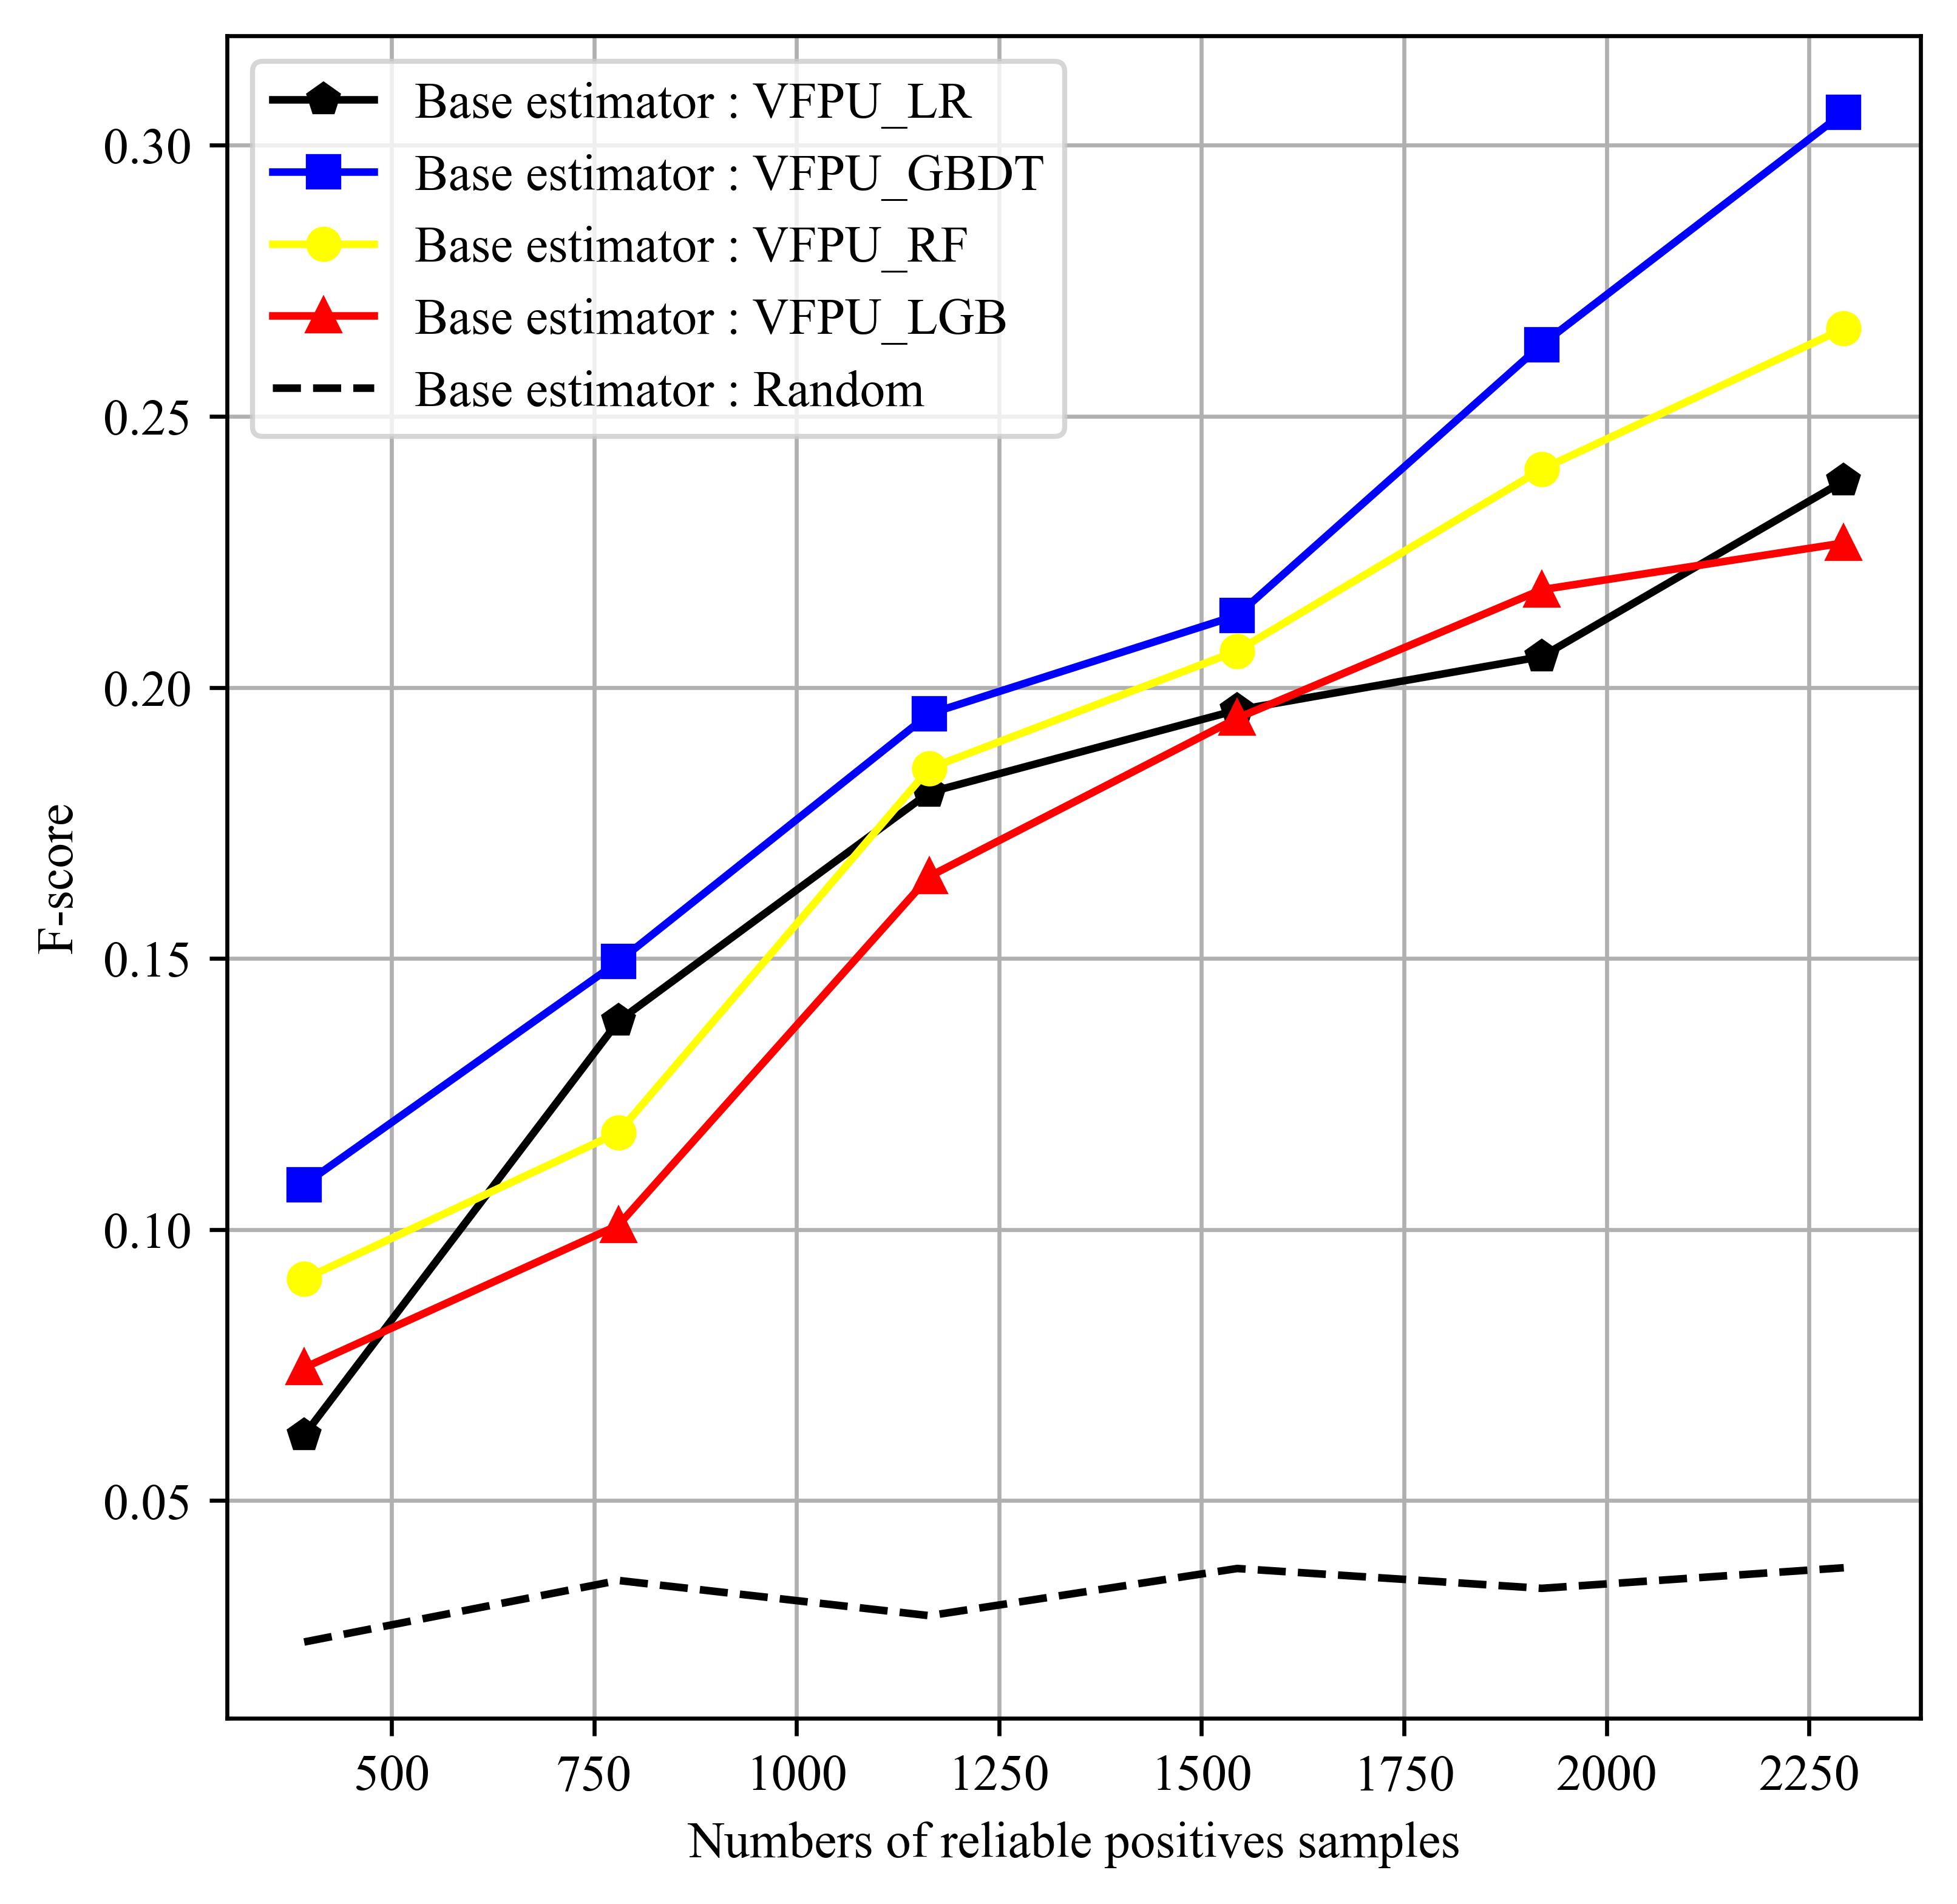 Base estimator : VFPU_LR
Base estimator : VFPU_GBDT
Base estimator : VFPU_RF
Base estimator : VFPU_LGB
Base estimator : Random
0.30
0.25
0.20
0.15
0.10
0.05
F-score
500 750 1000 1250 1500 1750 2000 2250
Numbers of reliable positives samples